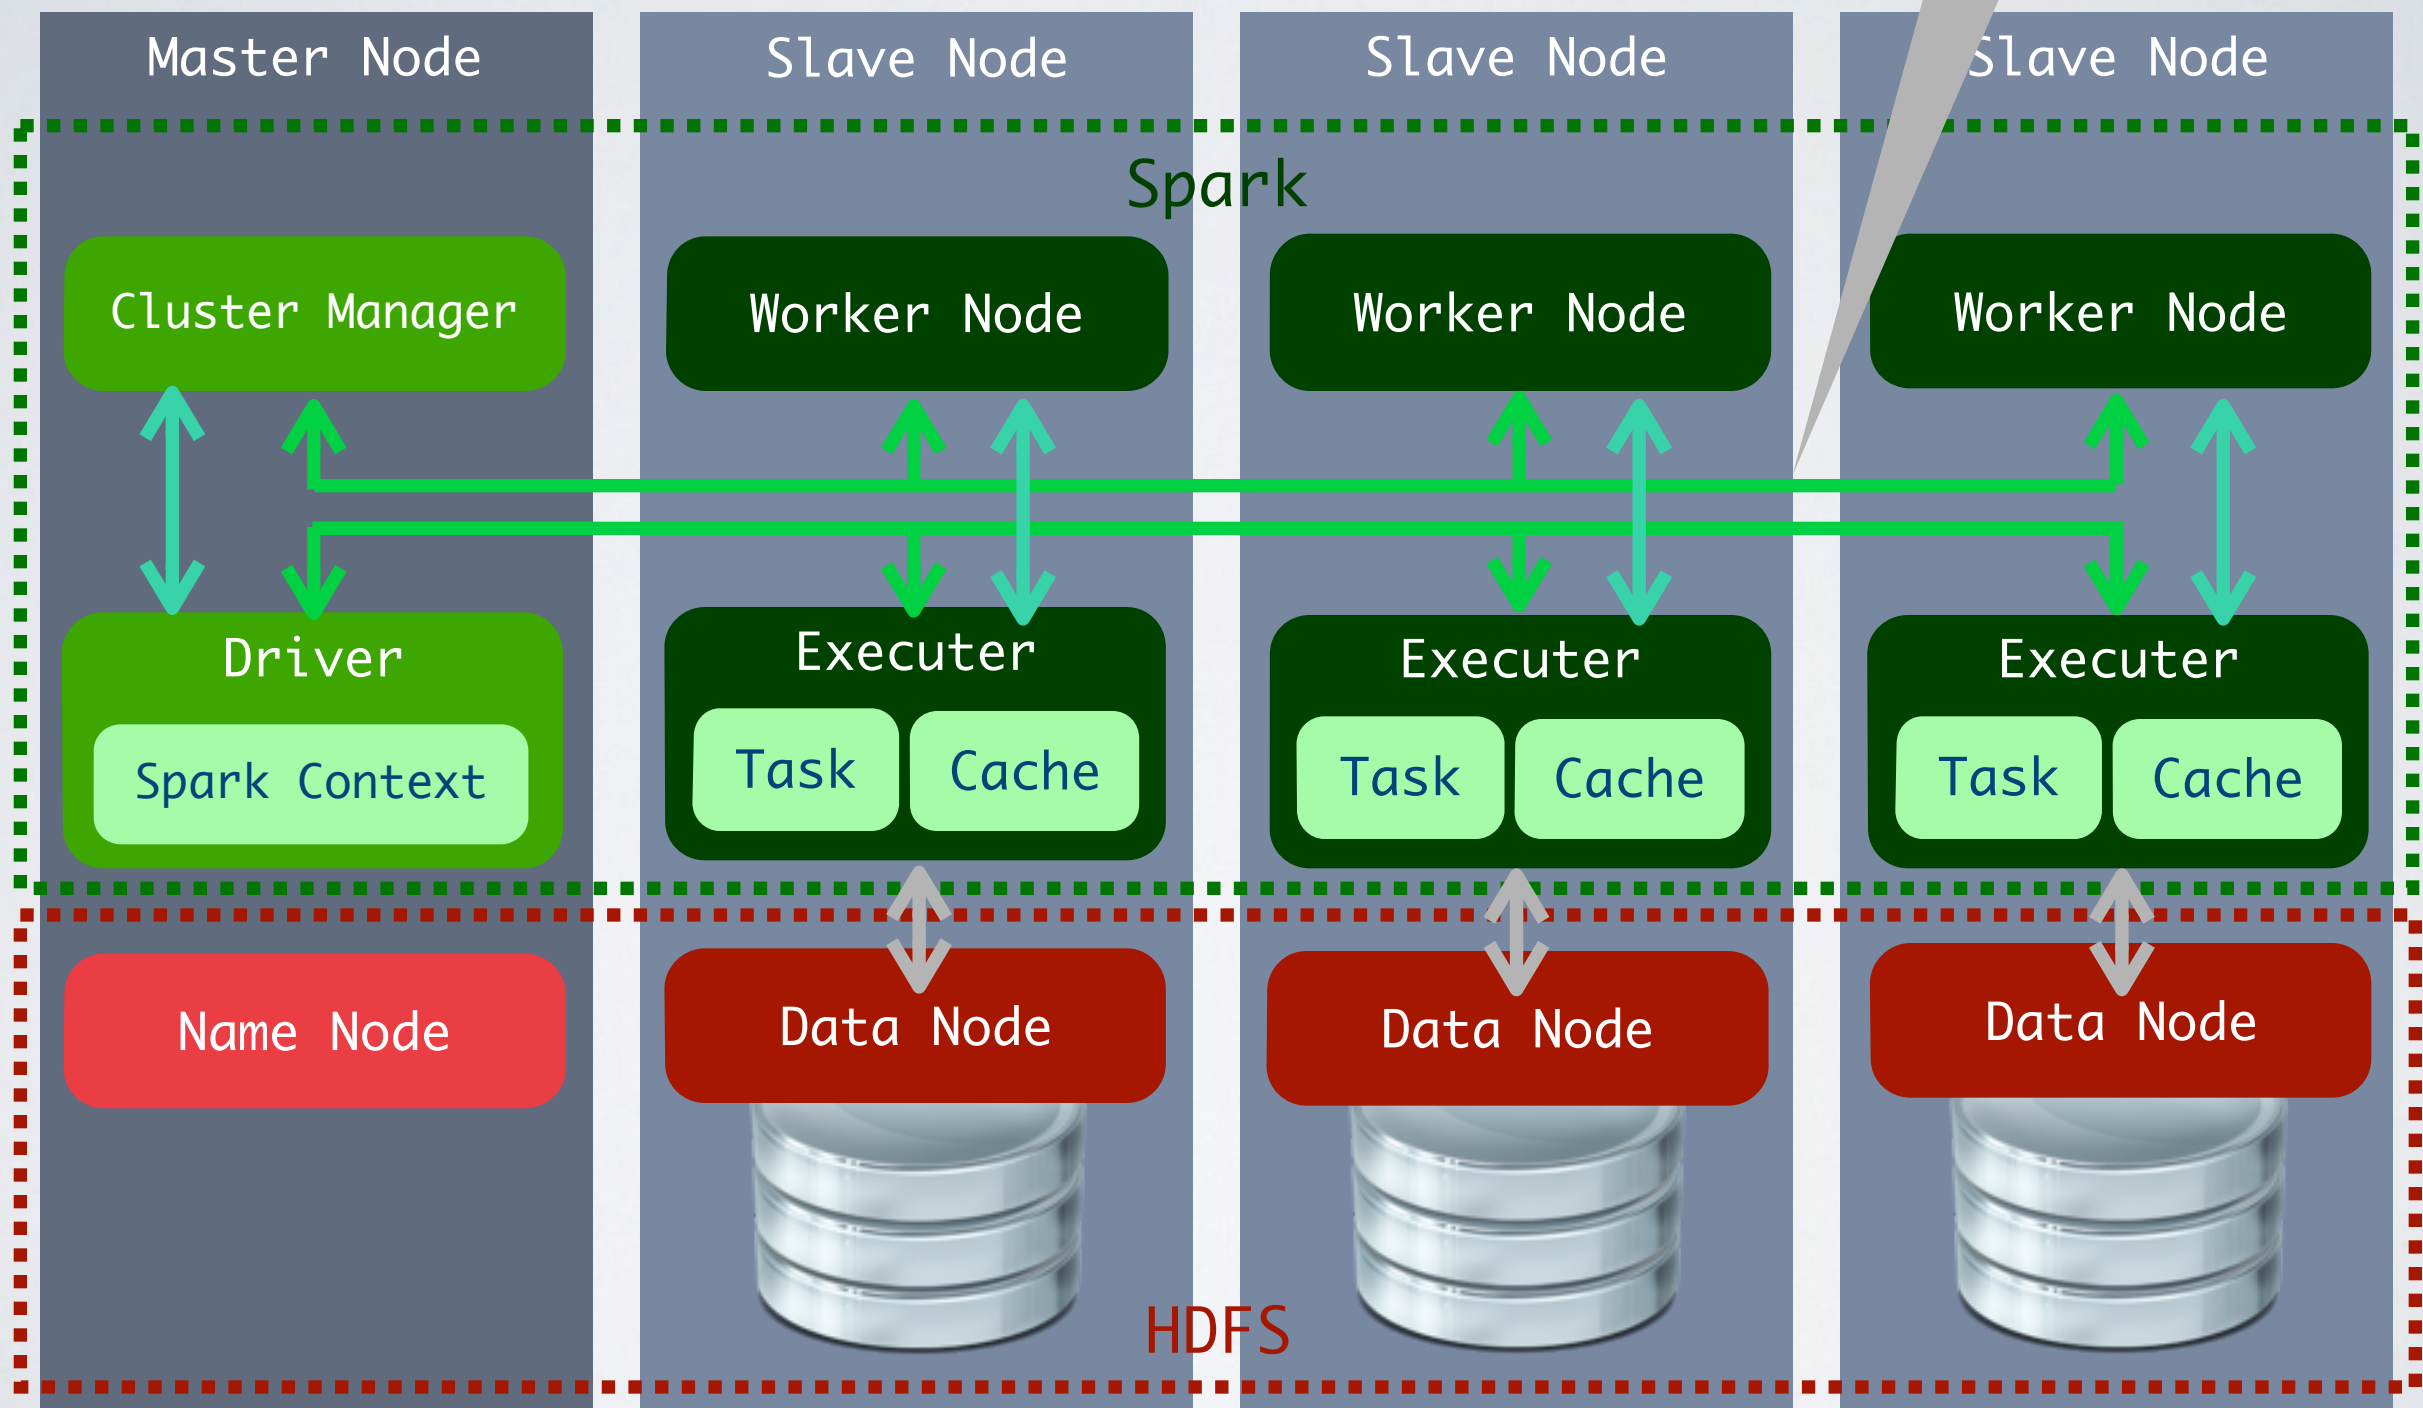 Master Node
Slave Node
Slave Node
Slave Node
Spark
Cluster Manager
Worker Node
Worker Node
Worker Node
Driver
Spark Context
Executer
Task
Cache
Executer
Task
Cache
Executer
Task
Cache
Name Node
Data Node
Data Node
Data Node
HDFS